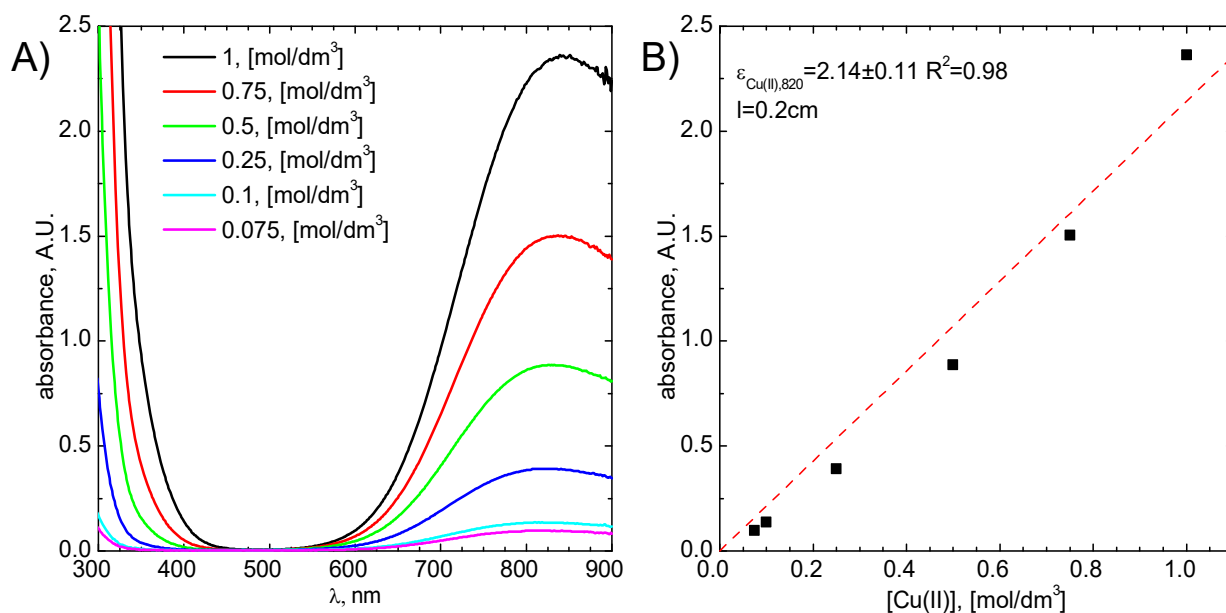 A)
2.5
2.0
1.5
1.0
0.5
0.0
absorbance, A.U.
1, [mol/dm³]
0.75, [mol/dm³]
0.5, [mol/dm³]
0.25, [mol/dm³]
0.1, [mol/dm³]
0.075, [mol/dm³]
300 400 500 600 700 800 900
λ, nm
B)
2.5
2.0
1.5
1.0
0.5
0.0
absorbance, A.U.
ε_Cu(II),820=2.14±0.11 R²=0.98
l=0.2cm
0.0 0.2 0.4 0.6 0.8 1.0
[Cu(II)], [mol/dm³]